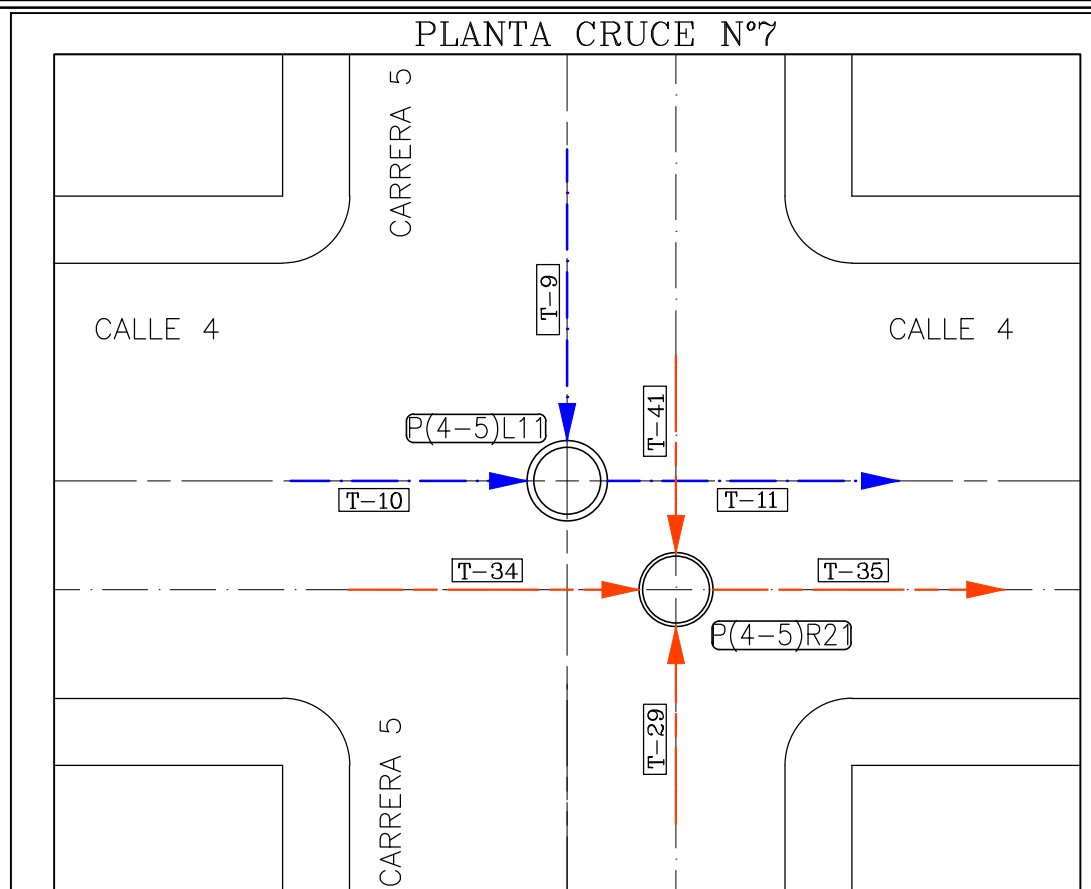 PLANTA CRUCE N°7
CARRERA 5
T-9
CALLE 4
CALLE 4
T-41
P(4-5)L11
T-10
T-11
T-34
T-35
P(4-5)R21
T-29
CARRERA 5